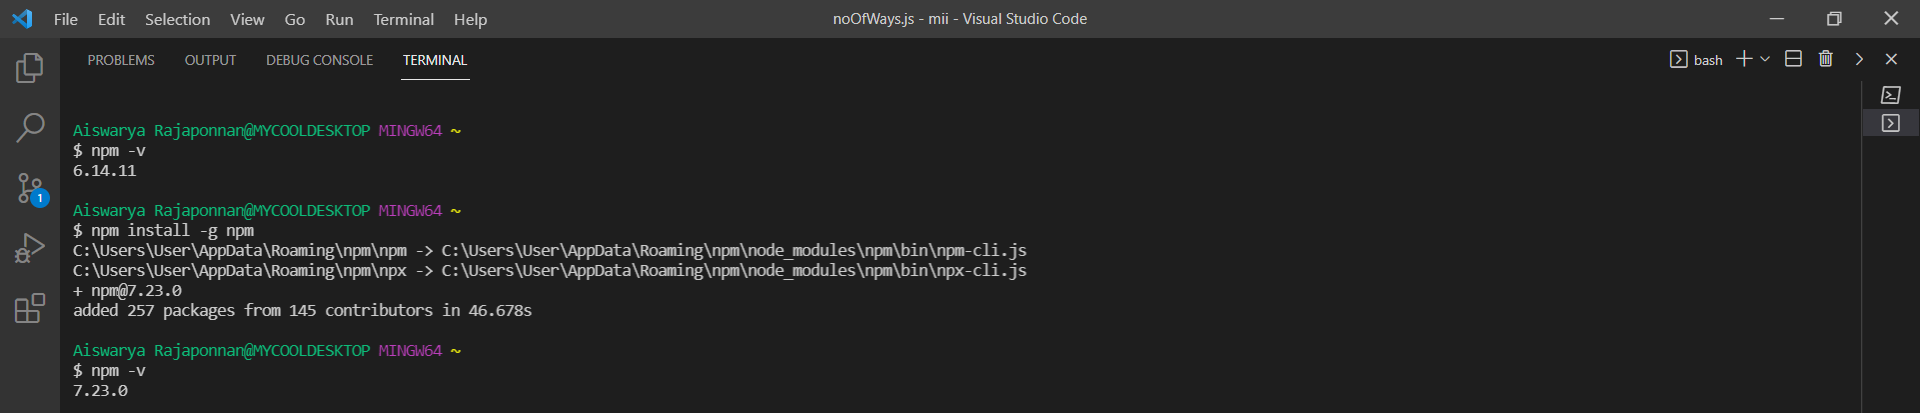 File Edit Selection View Go Run Terminal Help noOfWays.js - mii - Visual Studio Code
PROBLEMS OUTPUT DEBUG CONSOLE TERMINAL bash
1
Aiswarya Rajaponnan@MYCOOLDESKTOP MINGW64 ~
$ npm -v
6.14.11
Aiswarya Rajaponnan@MYCOOLDESKTOP MINGW64 ~
$ npm install -g npm
C:\Users\User\AppData\Roaming\npm\npm -> C:\Users\User\AppData\Roaming\npm\node_modules\npm\bin\npm-cli.js
C:\Users\User\AppData\Roaming\npm\npx -> C:\Users\User\AppData\Roaming\npm\node_modules\npm\bin\npx-cli.js
+ npm@7.23.0
added 257 packages from 145 contributors in 46.678s
Aiswarya Rajaponnan@MYCOOLDESKTOP MINGW64 ~
$ npm -v
7.23.0